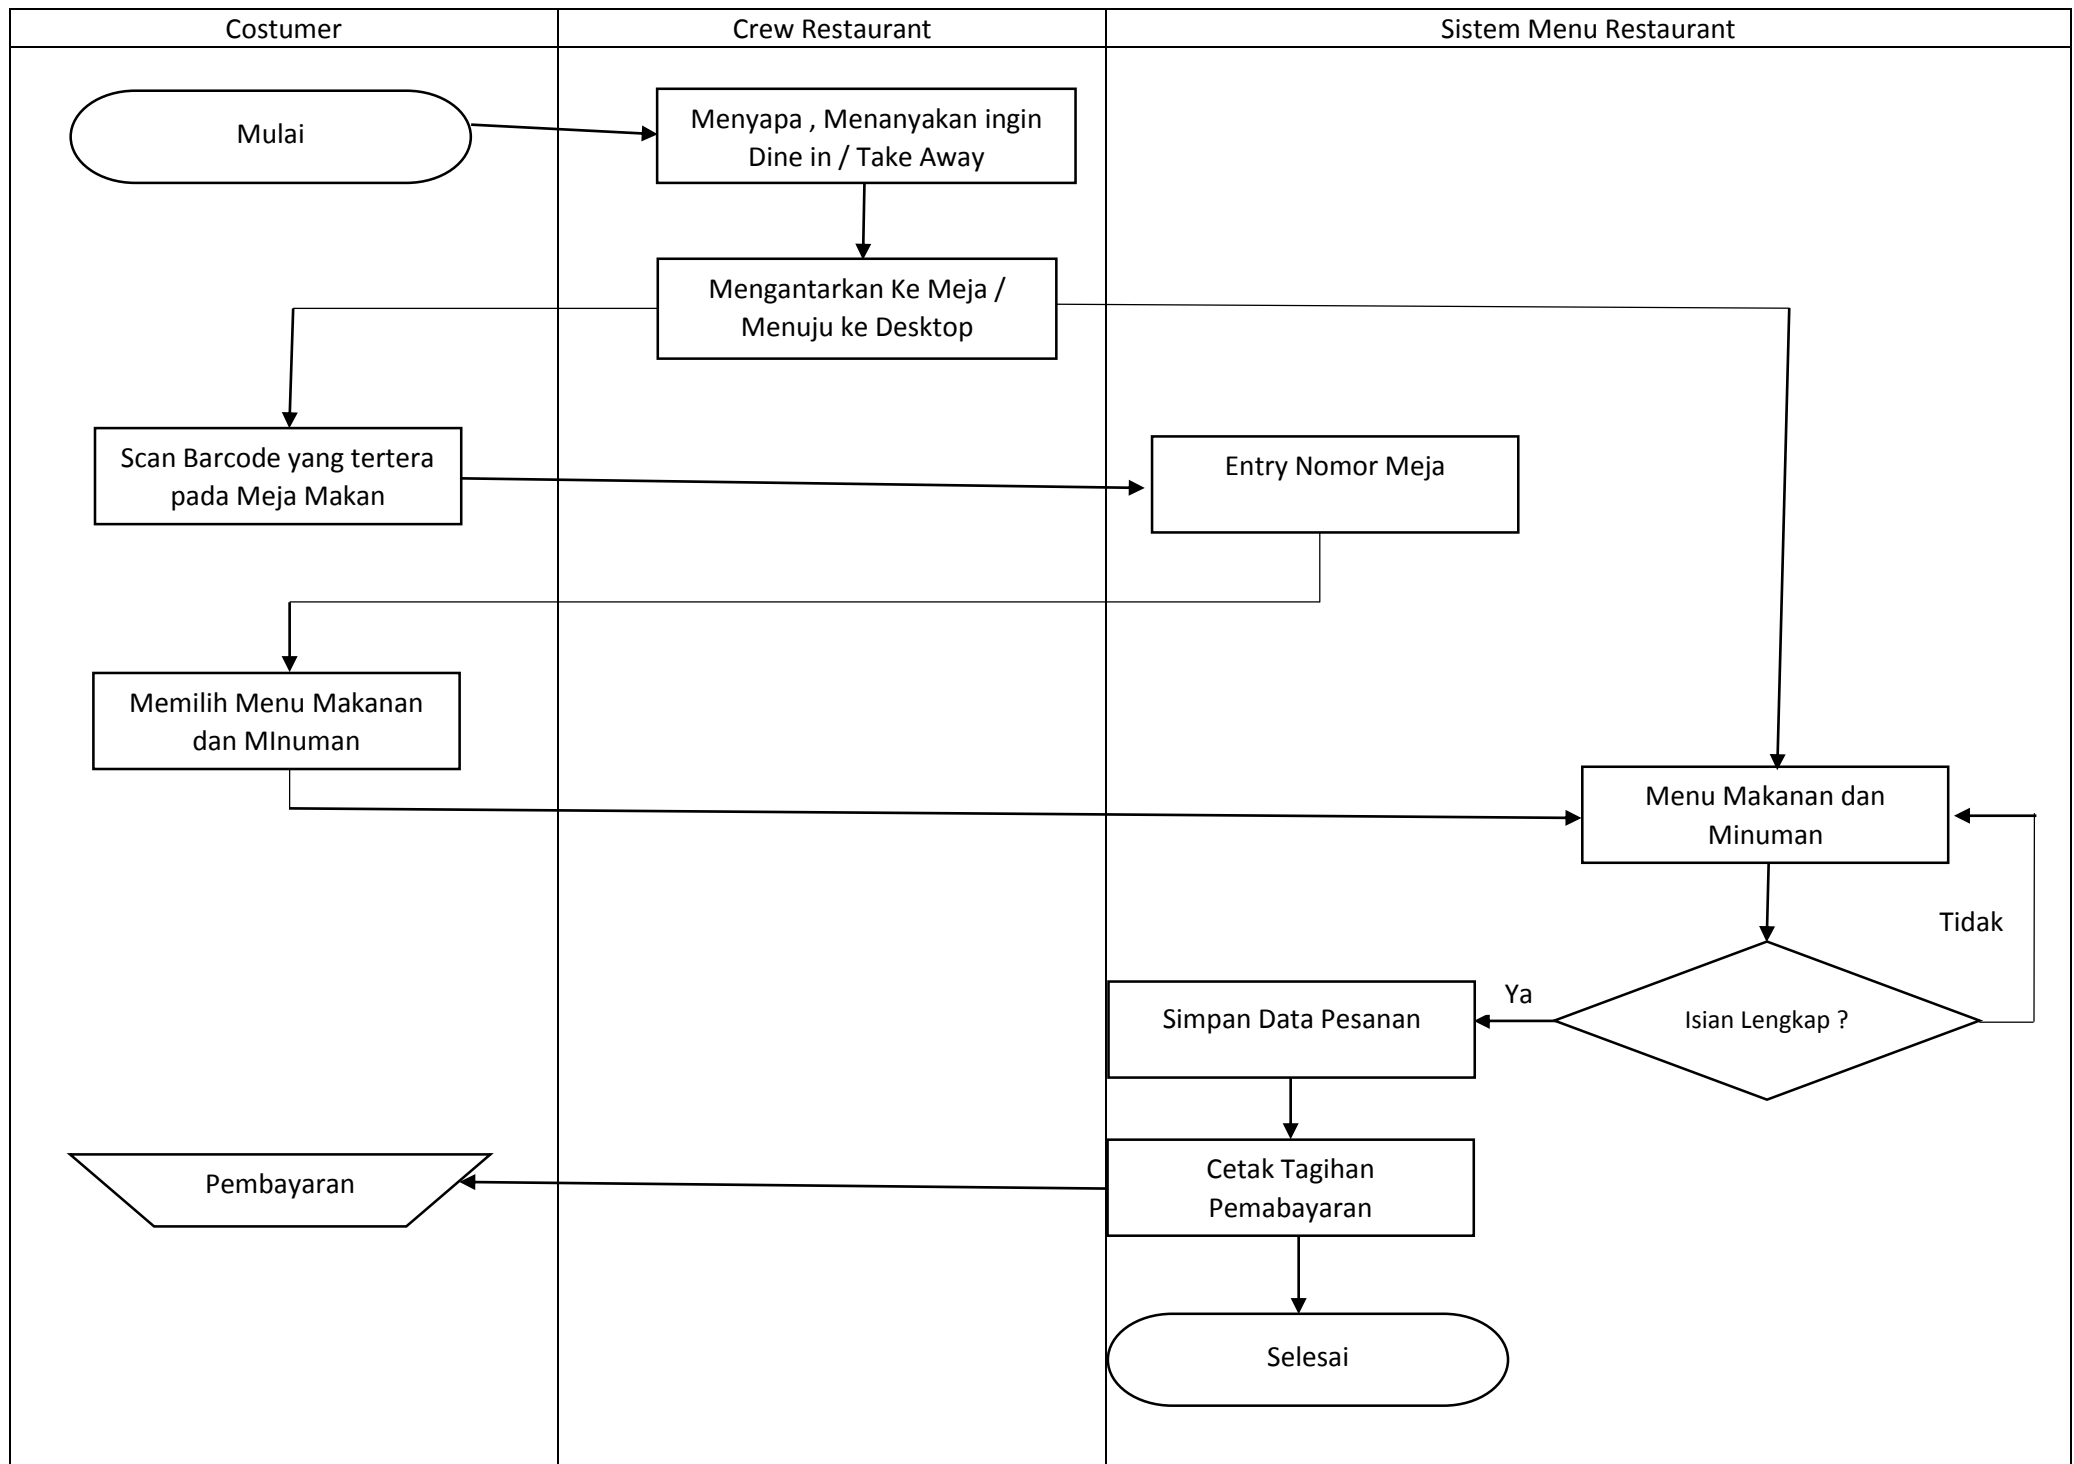 Costumer
Crew Restaurant
Sistem Menu Restaurant
Mulai
Menyapa , Menanyakan ingin
Dine in / Take Away
Mengantarkan Ke Meja /
Menuju ke Desktop
Scan Barcode yang tertera
pada Meja Makan
Entry Nomor Meja
Memilih Menu Makanan
dan MInuman
Menu Makanan dan
Minuman
Tidak
Ya
Simpan Data Pesanan
Isian Lengkap ?
Pembayaran
Cetak Tagihan
Pemabayaran
Selesai